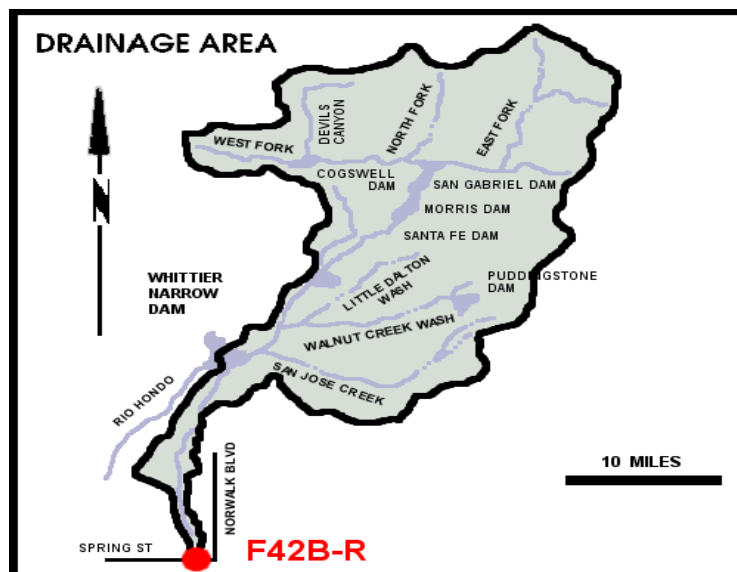 DRAINAGE AREA
N
WEST FORK
DEVILS
CANYON
NORTH FORK
EAST FORK
COGSWELL
DAM
SAN GABRIEL DAM
MORRIS DAM
SANTA FE DAM
WHITTIER
NARROW
DAM
LITTLE DALTON
WASH
PUDDINGSTONE
DAM
WALNUT CREEK WASH
SAN JOSE CREEK
RIO HONDO
10 MILES
NORWALK BLVD
SPRING ST
F42B-R